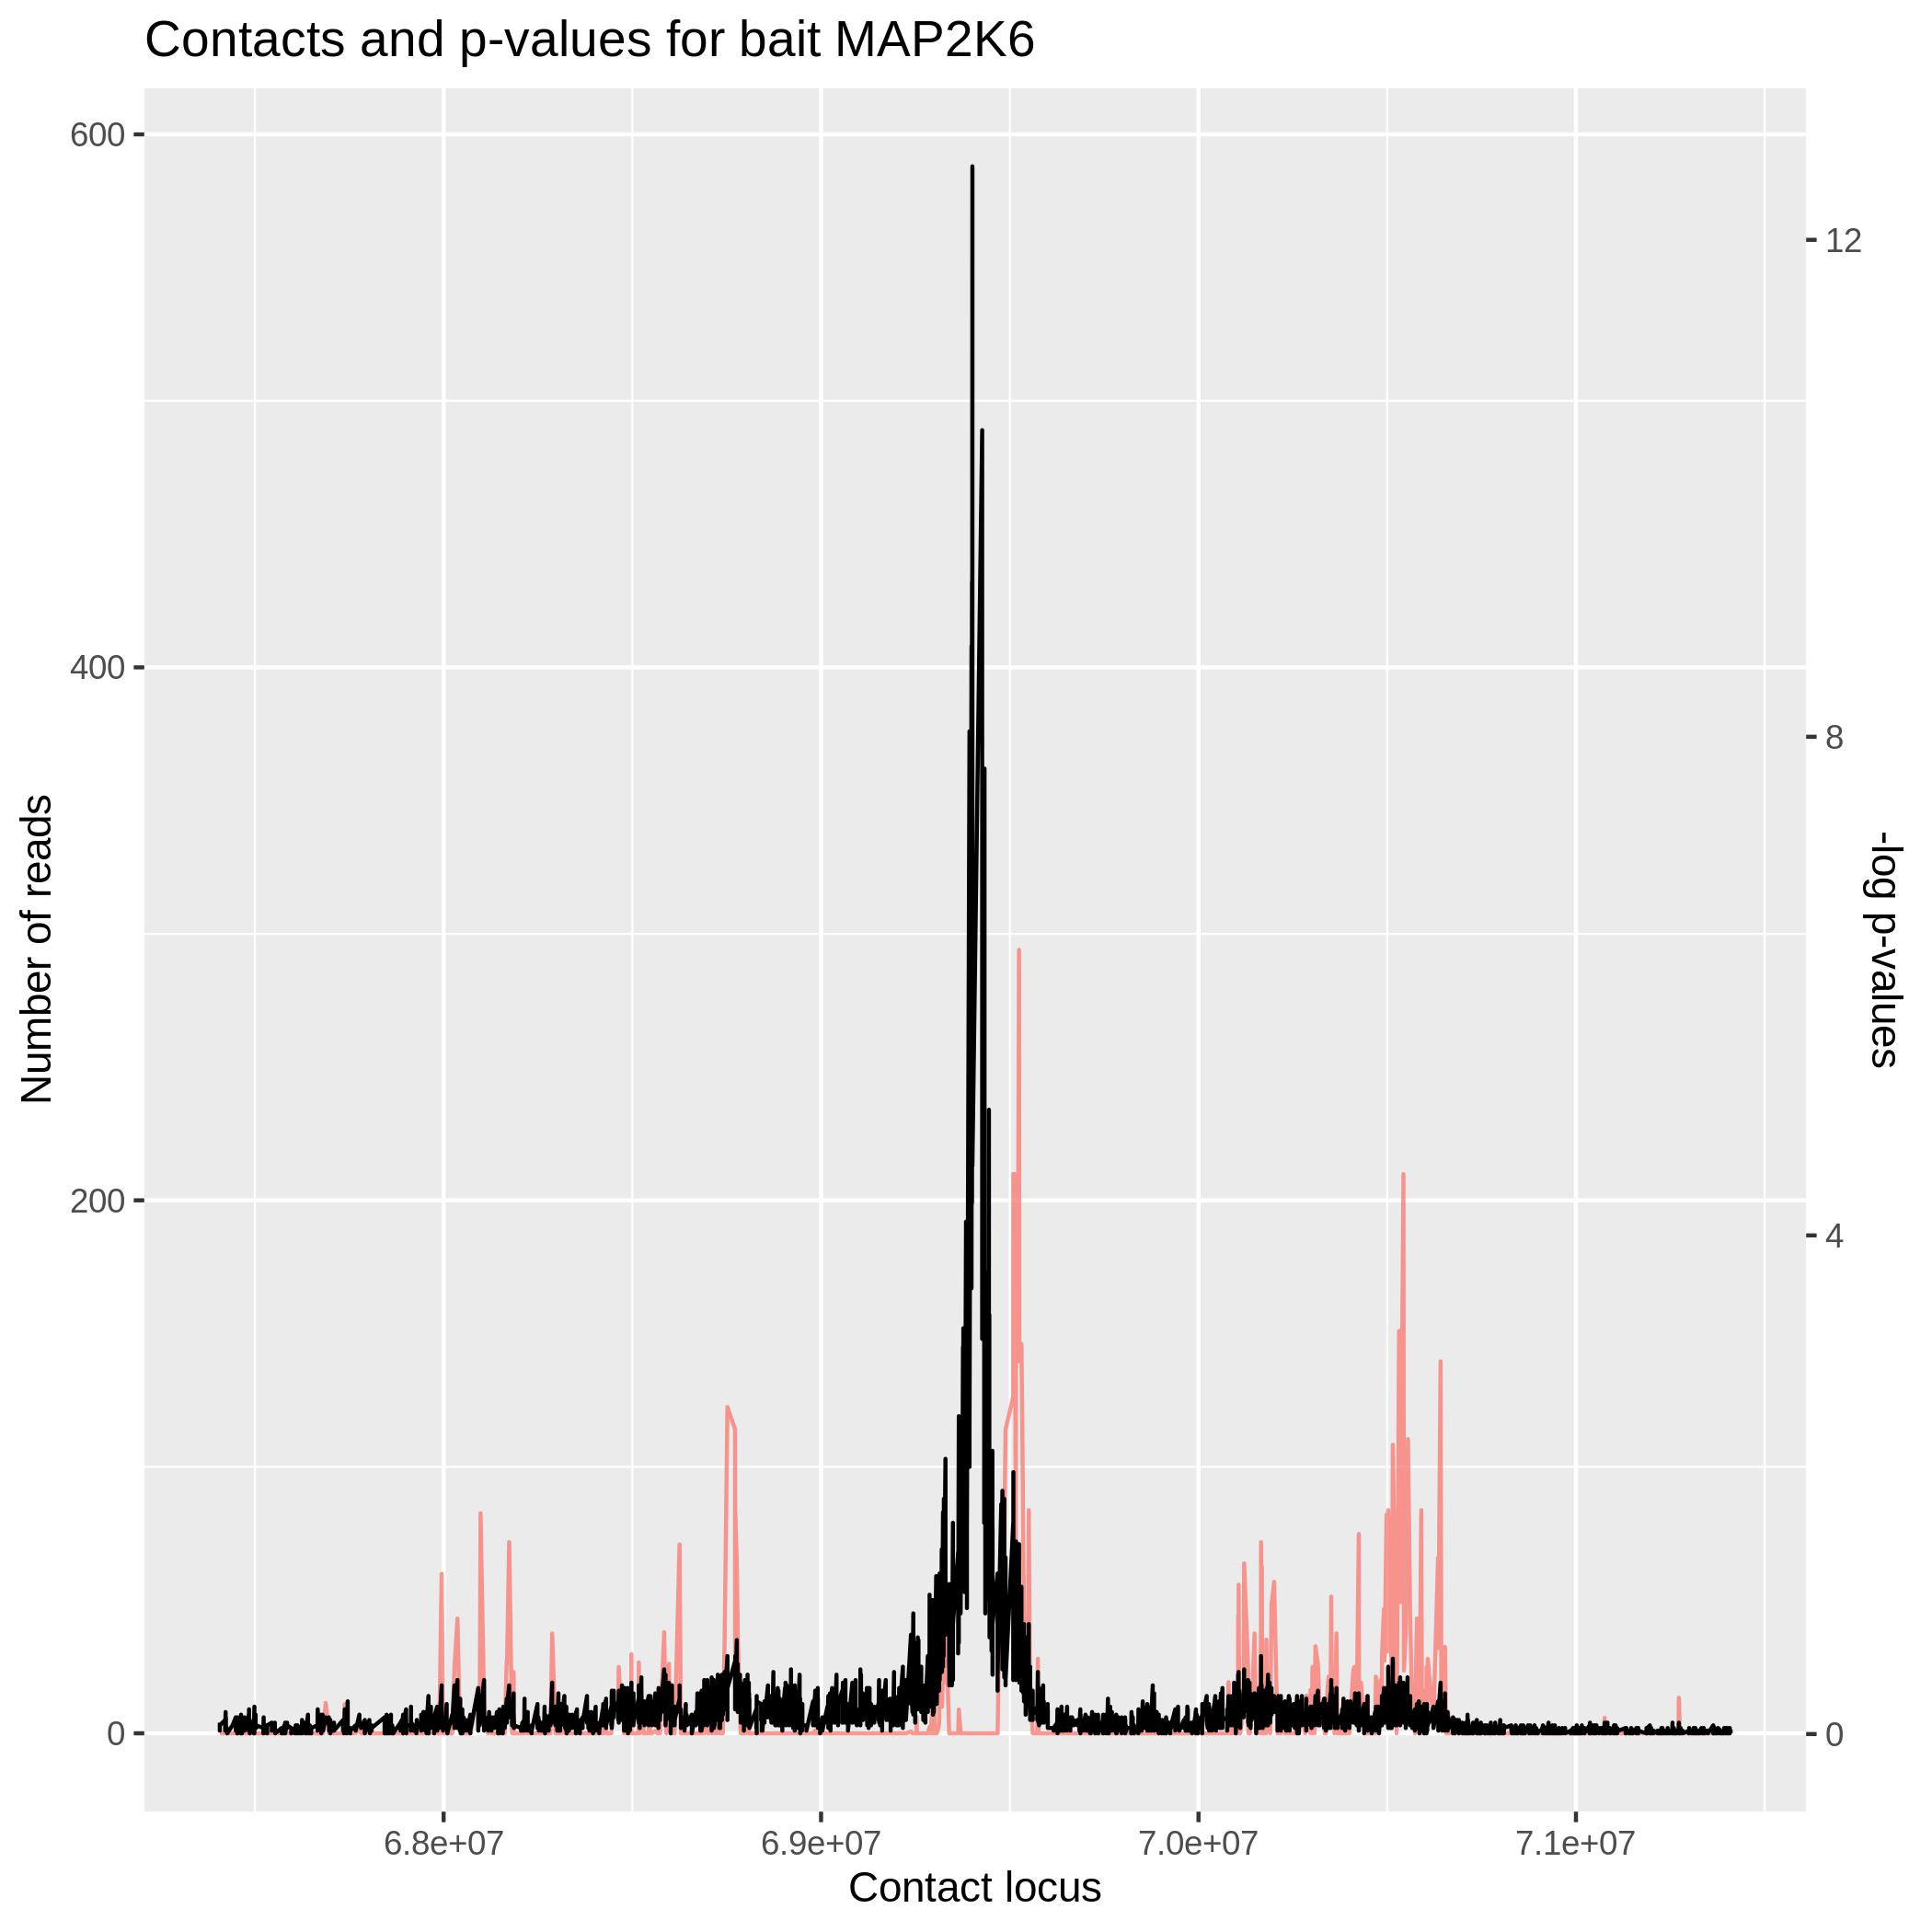 Contacts and p-values for bait MAP2K6
600
400
200
0
Number of reads
12
8
4
0
-log p-values
6.8e+07
6.9e+07
7.0e+07
7.1e+07
Contact locus